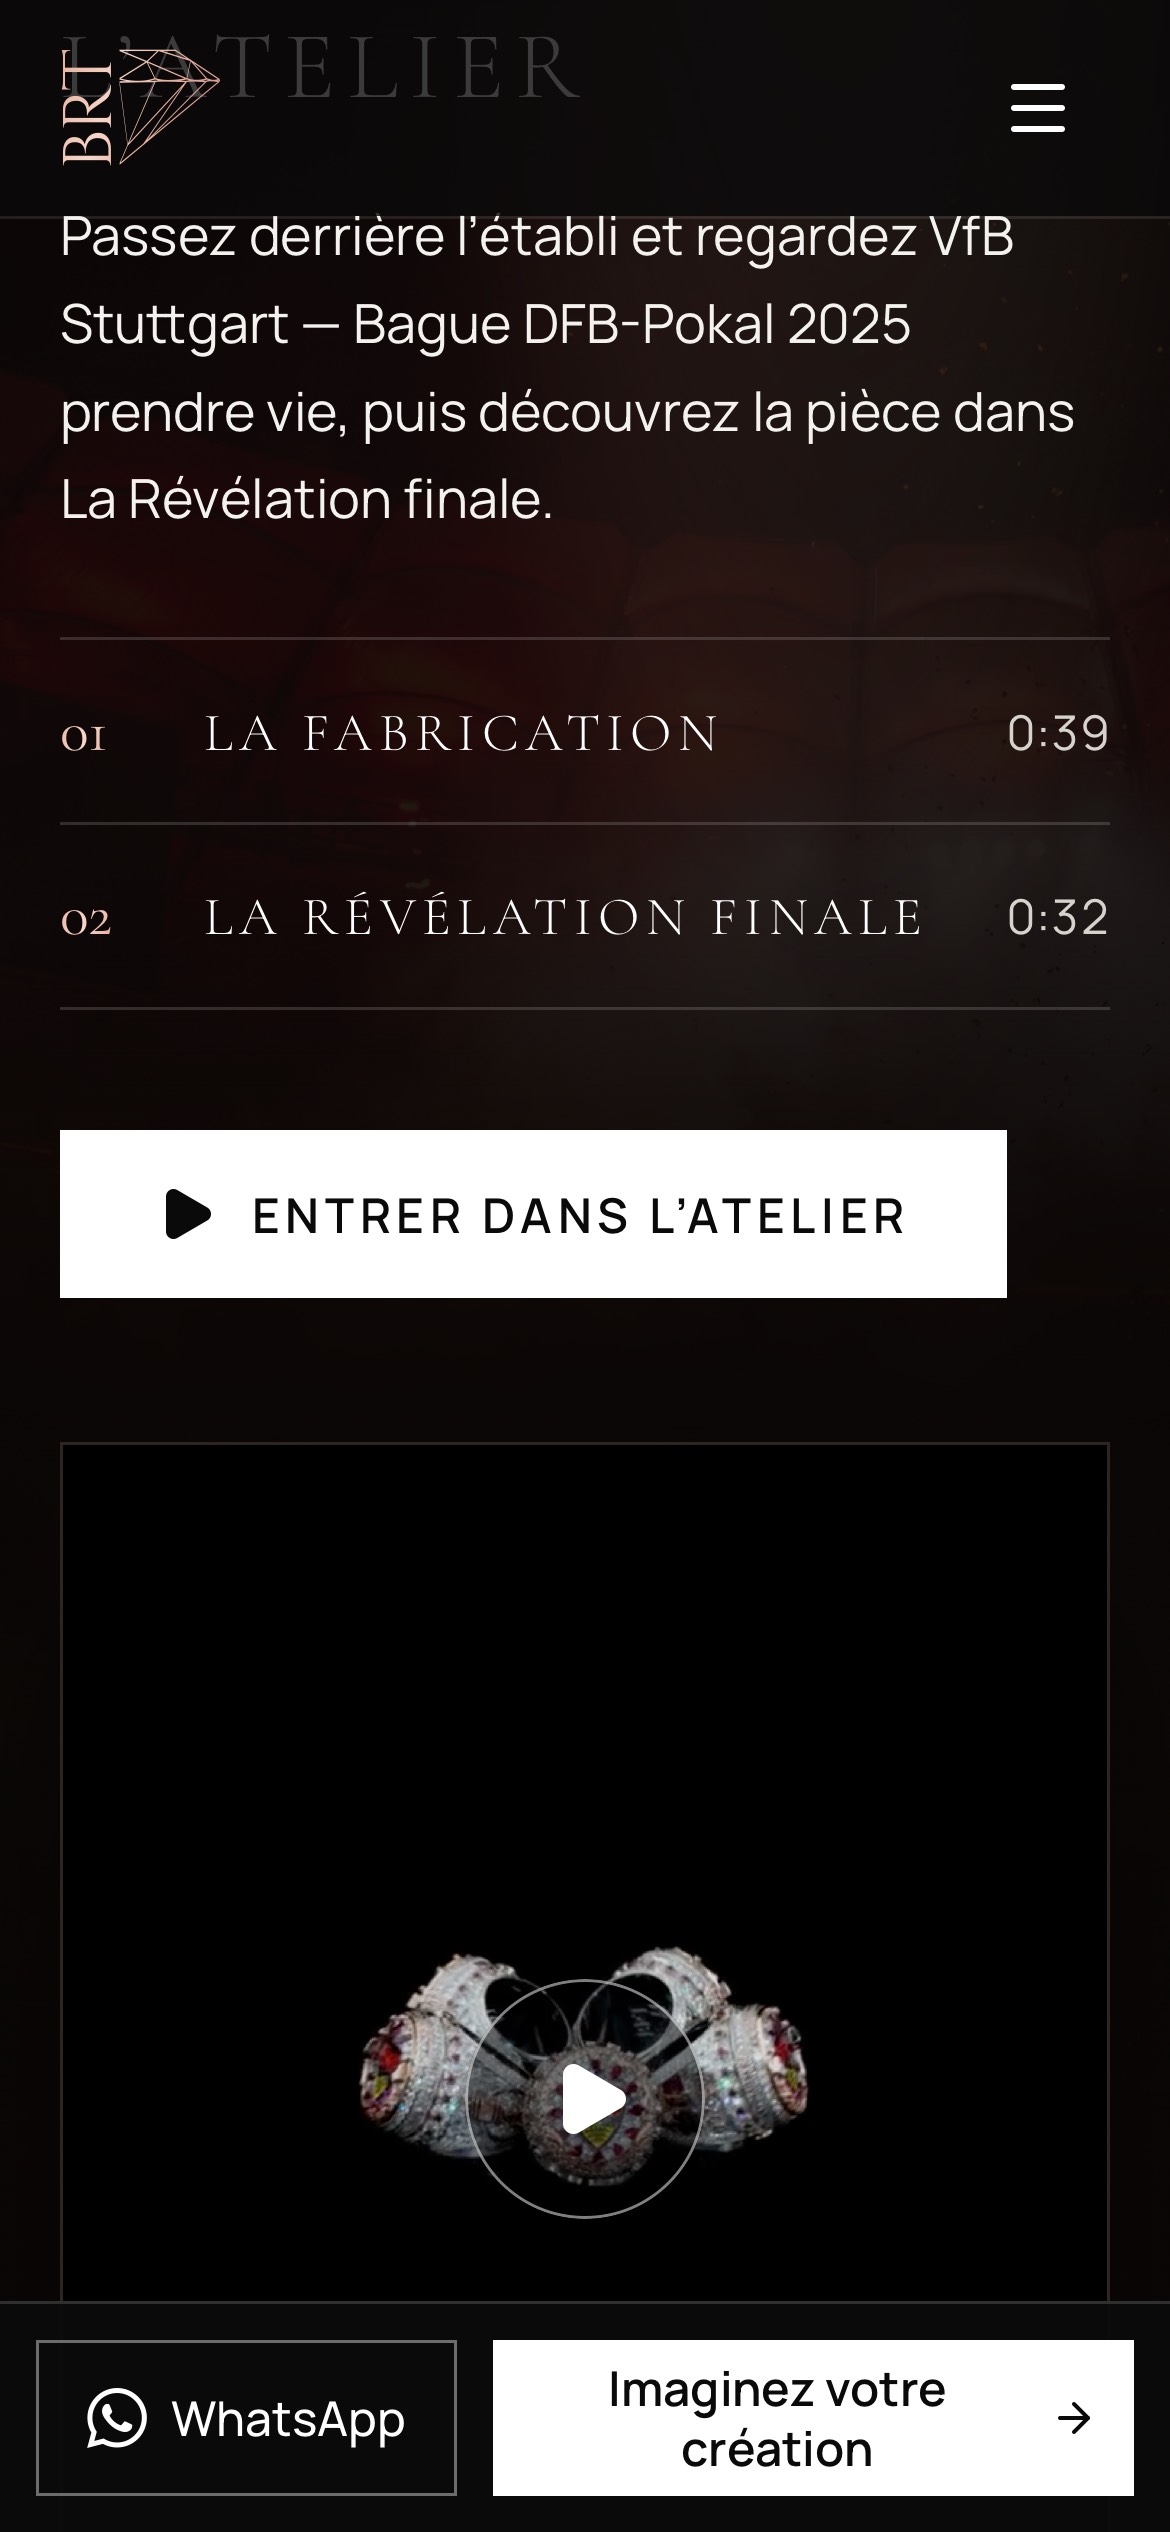 L’ATELIER
BRT
Passez derrière l’établi et regardez VfB
Stuttgart — Bague DFB-Pokal 2025
prendre vie, puis découvrez la pièce dans
La Révélation finale.
01 LA FABRICATION 0:39
02 LA RÉVÉLATION FINALE 0:32
ENTRER DANS L’ATELIER
WhatsApp
Imaginez votre
création